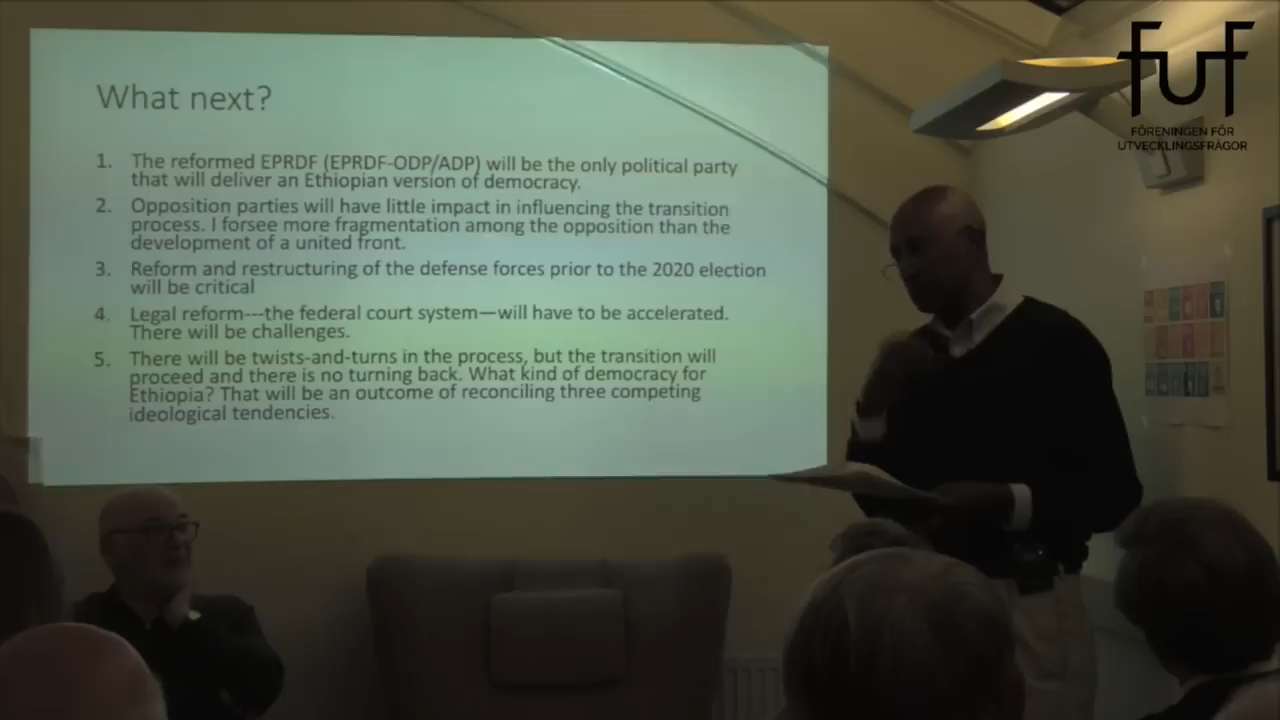 What next?
1. The reformed EPRDF (EPRDF-ODP/ADP) will be the only political party
that will deliver an Ethiopian version of democracy.
2. Opposition parties will have little impact in influencing the transition
process. I forsee more fragmentation among the opposition than the
development of a united front.
3. Reform and restructuring of the defense forces prior to the 2020 election
will be critical
4. Legal reform---the federal court system—will have to be accelerated.
There will be challenges.
5. There will be twists-and-turns in the process, but the transition will
proceed and there is no turning back. What kind of democracy for
Ethiopia? That will be an outcome of reconciling three competing
ideological tendencies.
fuf
FÖRENINGEN FÖR
UTVECKLINGSFRÅGOR